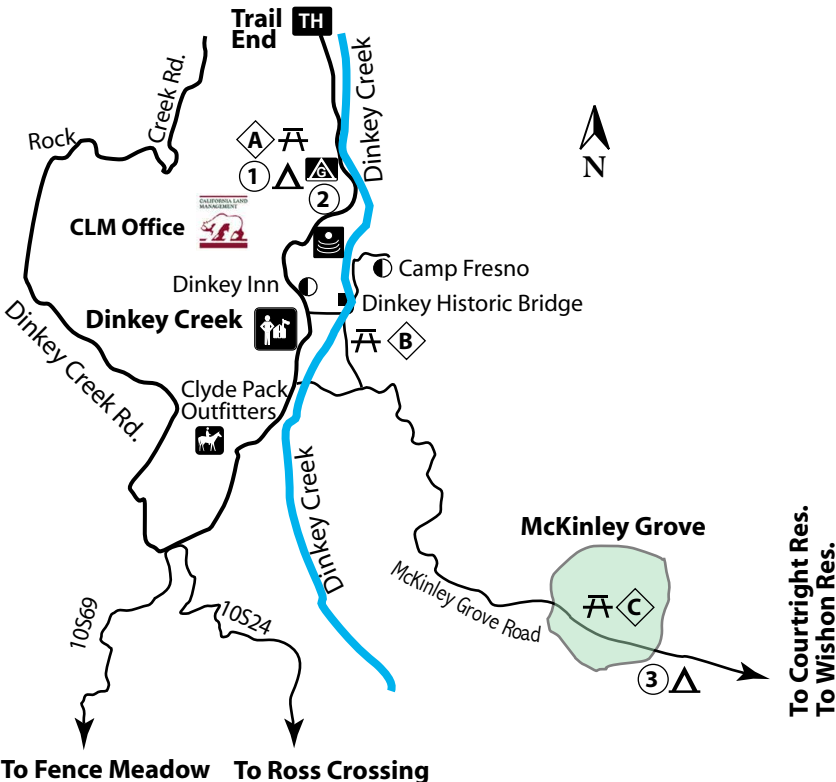 Trail
End
TH
Creek Rd.
Dinkey Creek
Rock
A
N
1
G
2
CALIFORNIA LAND
MANAGEMENT
CLM Office
Camp Fresno
Dinkey Inn
Dinkey Historic Bridge
Dinkey Creek
B
Dinkey Creek Rd.
Clyde Pack
Outfitters
Dinkey Creek
McKinley Grove
McKinley Grove Road
C
3
To Courtright Res.
To Wishon Res.
10S69
10S24
To Fence Meadow
To Ross Crossing